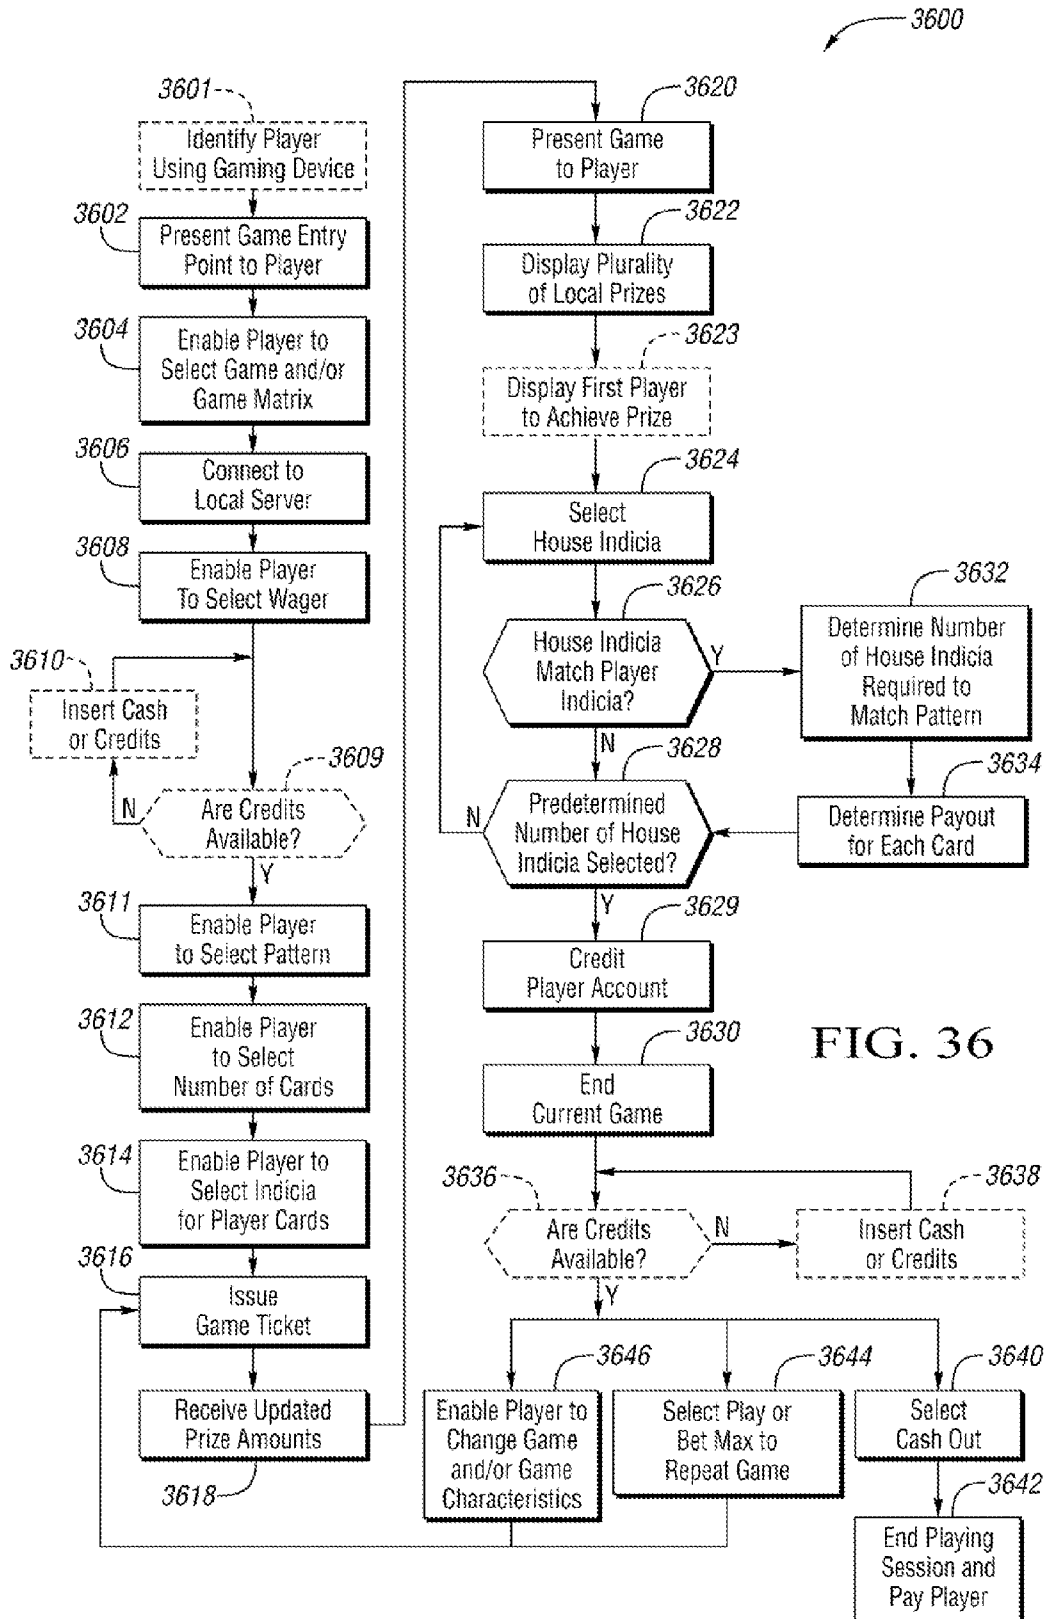 3600
3601
Identify Player
Using Gaming Device
3602
Present Game Entry
Point to Player
3604
Enable Player to
Select Game and/or
Game Matrix
3606
Connect to
Local Server
3608
Enable Player
To Select Wager
3610
Insert Cash
or Credits
3609
N
Are Credits
Available?
Y
3611
Enable Player
to Select Pattern
3612
Enable Player
to Select
Number of Cards
3614
Enable Player to
Select Indicia
for Player Cards
3616
Issue
Game Ticket
Receive Updated
Prize Amounts
3618
3620
Present Game
to Player
3622
Display Plurality
of Local Prizes
3623
Display First Player
to Achieve Prize
3624
Select
House Indicia
3626
House Indicia
Match Player
Indicia?
Y
N
3632
Determine Number
of House Indicia
Required to
Match Pattern
3634
Determine Payout
for Each Card
3628
N
Predetermined
Number of House
Indicia Selected?
Y
3629
Credit
Player Account
3630
End
Current Game
FIG. 36
3636
Are Credits
Available?
N
Y
3638
Insert Cash
or Credits
3646
Enable Player to
Change Game
and/or Game
Characteristics
3644
Select Play or
Bet Max to
Repeat Game
3640
Select
Cash Out
3642
End Playing
Session and
Pay Player